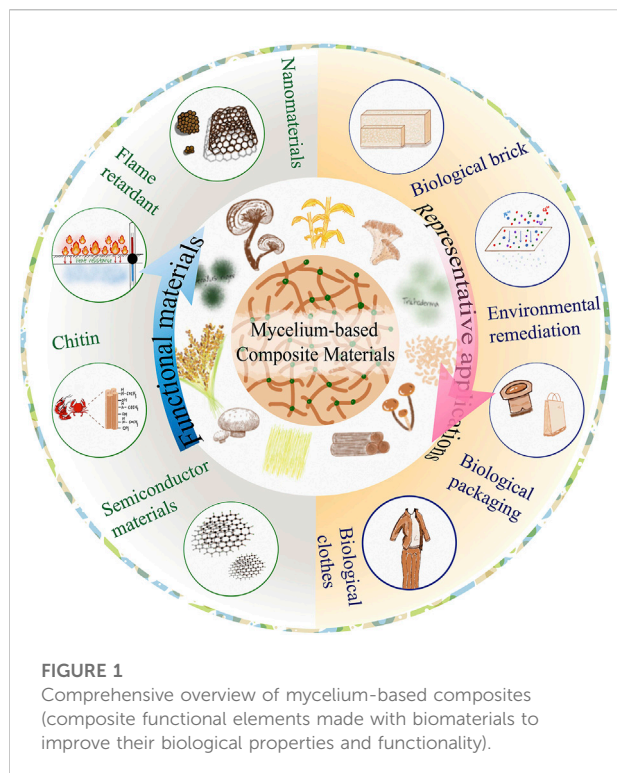 Nanomaterials
Flame
retardant
Chitin
Semiconductor
materials
Functional materials
Mycelium-based
Composite Materials
Trichoderma
Representative applications
Biological brick
Environmental
remediation
Biological
packaging
Biological
clothes
FIGURE 1
Comprehensive overview of mycelium-based composites
(composite functional elements made with biomaterials to
improve their biological properties and functionality).